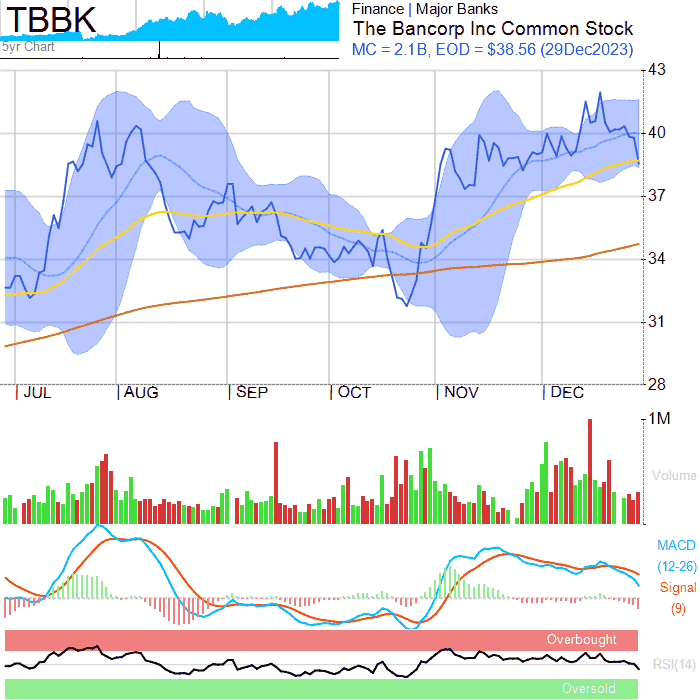 TBBK
5yr Chart
Finance | Major Banks
The Bancorp Inc Common Stock
MC = 2.1B, EOD = $38.56 (29Dec2023)
43
40
37
34
31
28
JUL
AUG
SEP
OCT
NOV
DEC
1M
Volume
MACD
(12-26)
Signal
(9)
Overbought
RSI(14)
Oversold